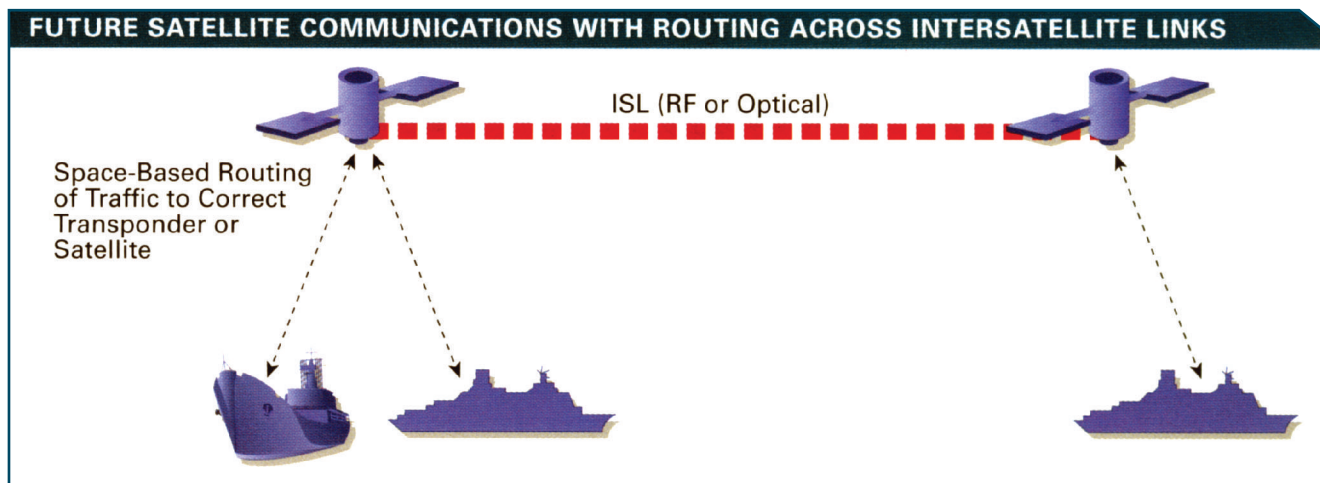 FUTURE SATELLITE COMMUNICATIONS WITH ROUTING ACROSS INTERSATELLITE LINKS
ISL (RF or Optical)
Space-Based Routing
of Traffic to Correct
Transponder or
Satellite